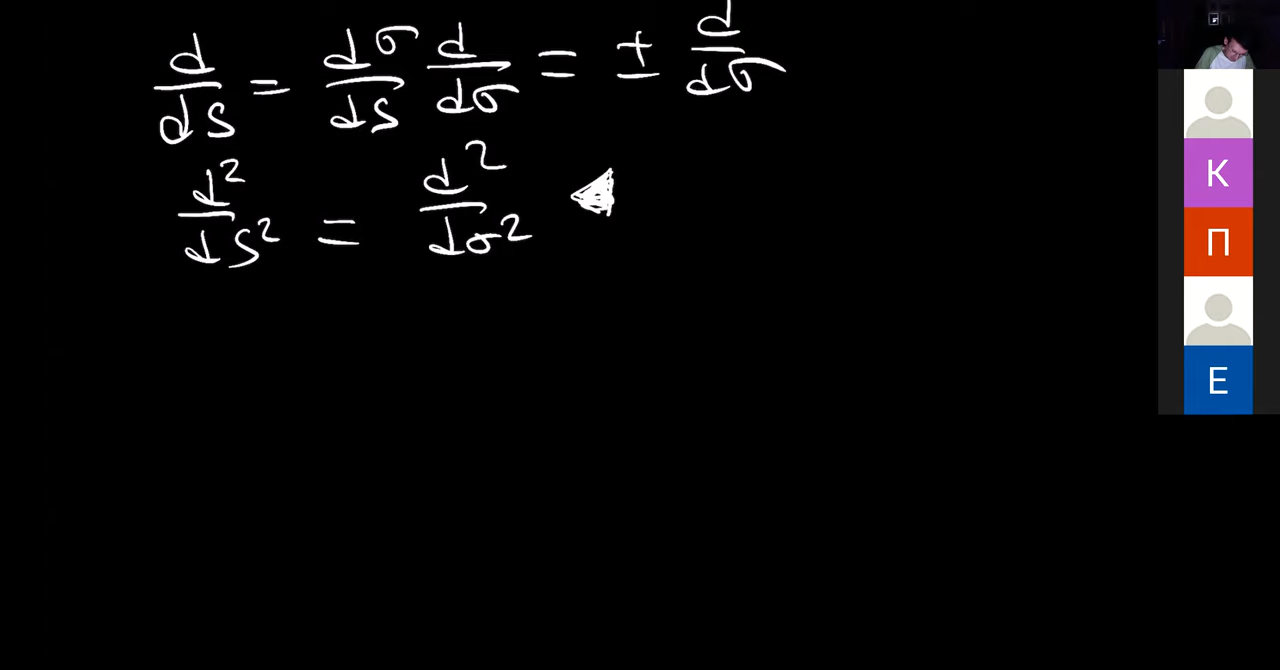 d/ds = dσ/ds d/dσ = ± d/dσ
d²/ds² = d²/dσ²
К
П
Е